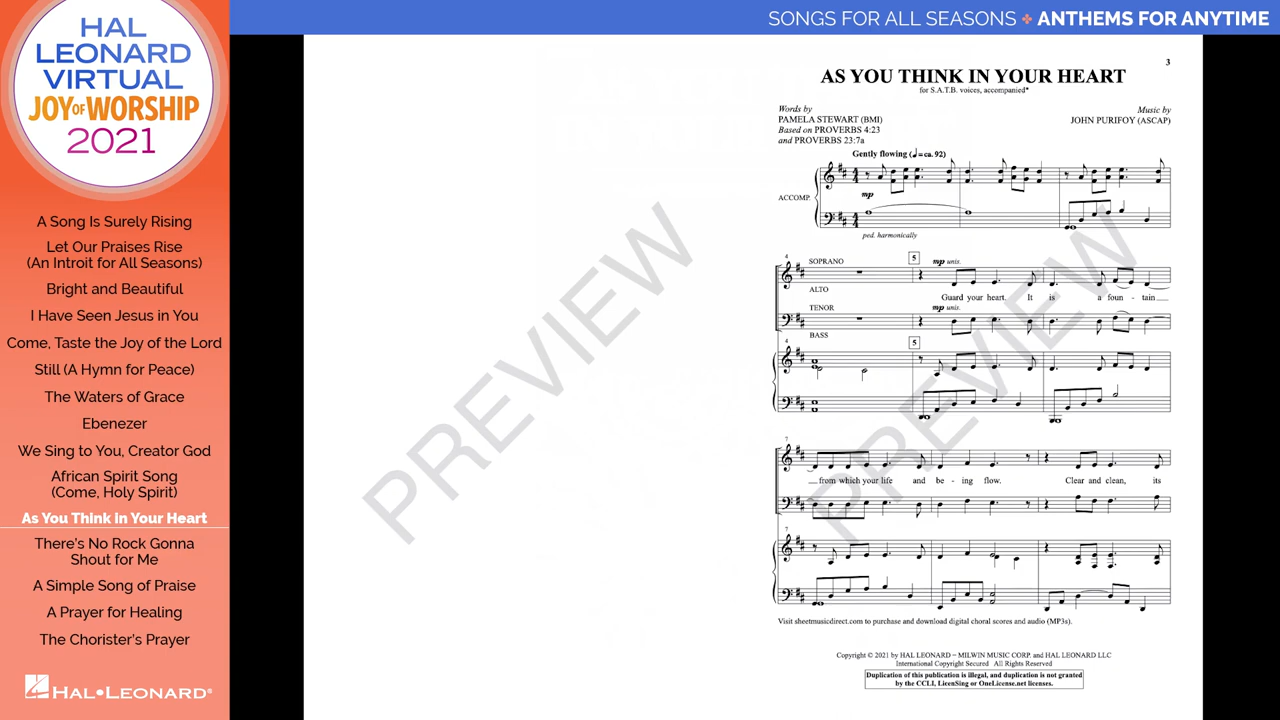 HAL
LEONARD
VIRTUAL
JOY OF WORSHIP
2021
A Song Is Surely Rising
Let Our Praises Rise
(An Introit for All Seasons)
Bright and Beautiful
I Have Seen Jesus in You
Come, Taste the Joy of the Lord
Still (A Hymn for Peace)
The Waters of Grace
Ebenezer
We Sing to You, Creator God
African Spirit Song
(Come, Holy Spirit)
As You Think in Your Heart
There's No Rock Gonna
Shout for Me
A Simple Song of Praise
A Prayer for Healing
The Chorister's Prayer
HAL•LEONARD®
SONGS FOR ALL SEASONS ANTHEMS FOR ANYTIME
3
AS YOU THINK IN YOUR HEART
for S.A.T.B. voices, accompanied*
Words by
PAMELA STEWART (BMI)
Based on PROVERBS 4:23
and PROVERBS 23:7a
Music by
JOHN PURIFOY (ASCAP)
Gently flowing (♩ = ca. 92)
ACCOMP.
mp
ped. harmonically
4
SOPRANO
5
mp unis.
ALTO
Guard your heart. It is a foun - tain
TENOR
mp unis.
BASS
4
5
7
from which your life and be - ing flow. Clear and clean, its
7
Visit sheetmusicdirect.com to purchase and download digital choral scores and audio (MP3s).
Copyright © 2021 by HAL LEONARD – MILWIN MUSIC CORP. and HAL LEONARD LLC
International Copyright Secured All Rights Reserved
Duplication of this publication is illegal, and duplication is not granted
by the CCLI, LicenSing or OneLicense.net licenses.
PREVIEW
PREVIEW